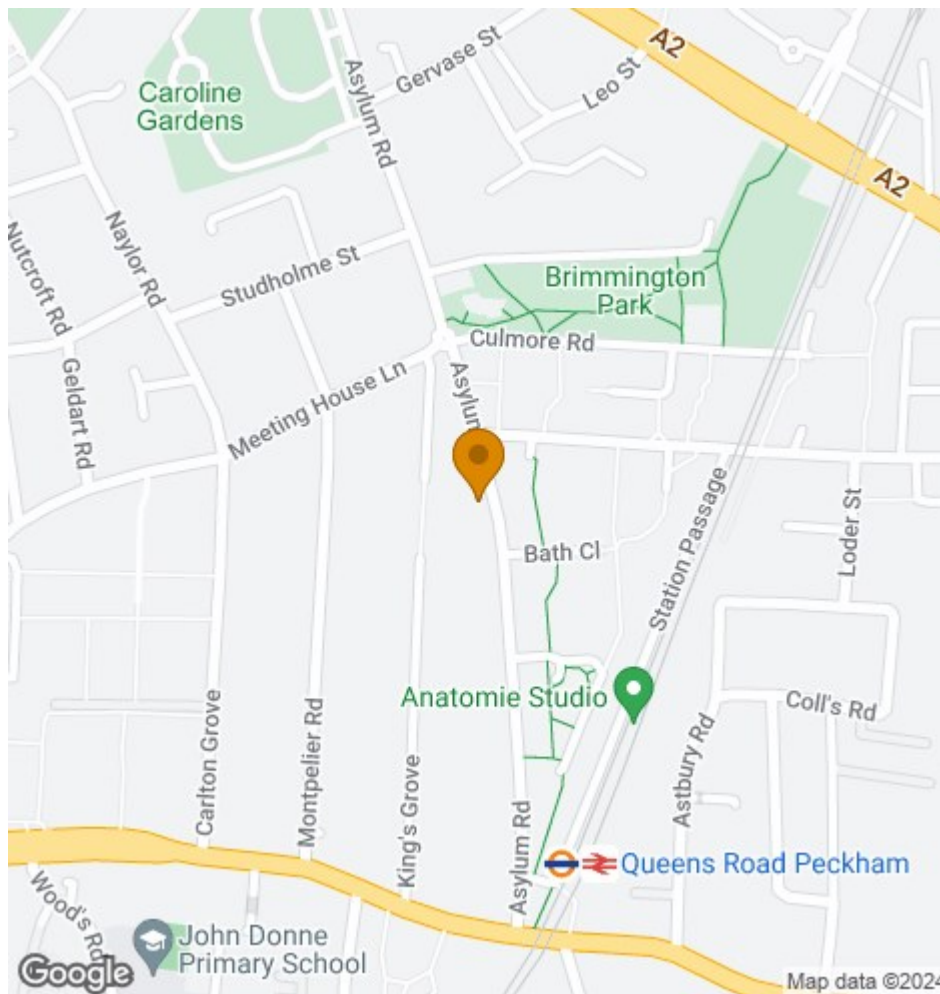 A2
Gervase St
Leo St
Asylum Rd
Caroline
Gardens
A2
Naylor Rd
Nutcroft Rd
Studholme St
Brimmington
Park
Culmore Rd
Geldart Rd
Meeting House Ln
Asylum
Station Passage
Loder St
Bath Cl
Anatomie Studio
Coll's Rd
Carlton Grove
Montpelier Rd
King's Grove
Asylum Rd
Astbury Rd
Queens Road Peckham
Wood's Rd
John Donne
Primary School
Google
Map data ©2024